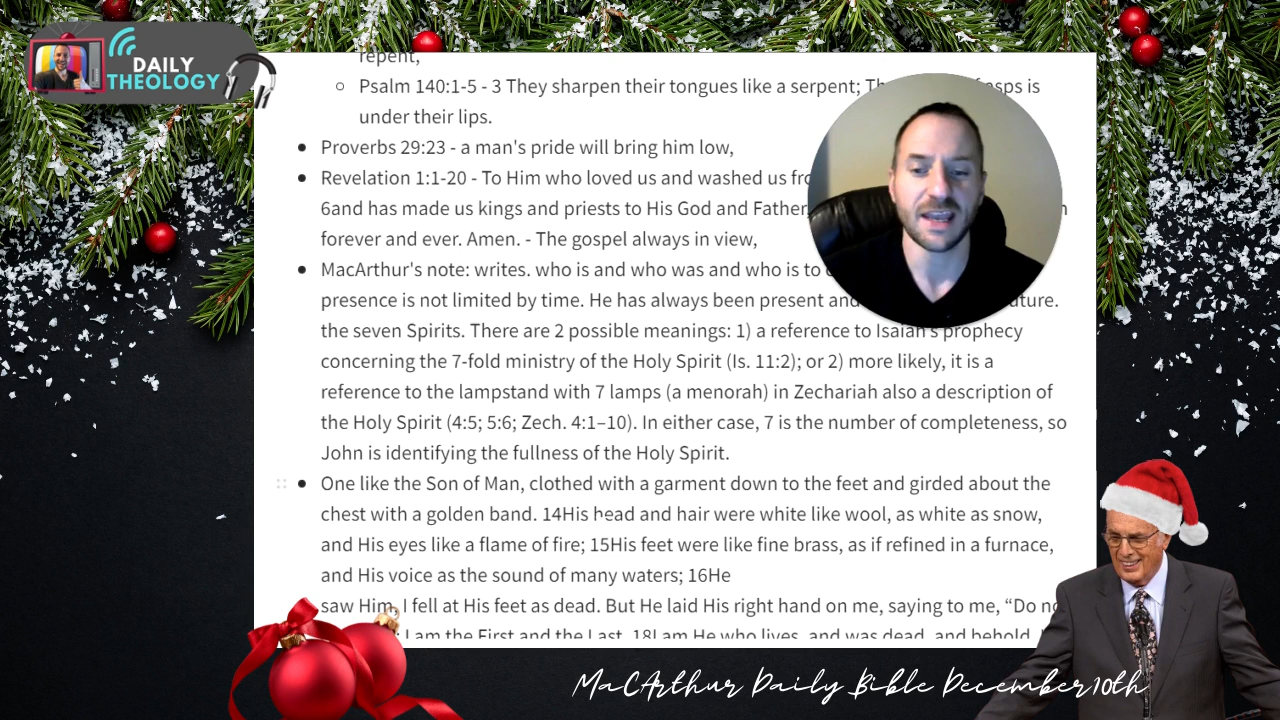 DAILY
THEOLOGY
repent,
Psalm 140:1-5 - 3 They sharpen their tongues like a serpent; asps is
under their lips.
Proverbs 29:23 - a man's pride will bring him low,
Revelation 1:1-20 - To Him who loved us and washed us
6and has made us kings and priests to His God and Father,
forever and ever. Amen. - The gospel always in view,
MacArthur's note: writes. who is and who was and who is to
presence is not limited by time. He has always been present and
the seven Spirits. There are 2 possible meanings: 1) a reference to Isaiah's prophecy
concerning the 7-fold ministry of the Holy Spirit (Is. 11:2); or 2) more likely, it is a
reference to the lampstand with 7 lamps (a menorah) in Zechariah also a description of
the Holy Spirit (4:5; 5:6; Zech. 4:1–10). In either case, 7 is the number of completeness, so
John is identifying the fullness of the Holy Spirit.
One like the Son of Man, clothed with a garment down to the feet and girded about the
chest with a golden band. 14His head and hair were white like wool, as white as snow,
and His eyes like a flame of fire; 15His feet were like fine brass, as if refined in a furnace,
and His voice as the sound of many waters; 16He
saw Him, I fell at His feet as dead. But He laid His right hand on me, saying to me, “Do
I am the First and the Last. 18I am He who lives, and was dead, and behold,
MacArthur Daily Bible December10th